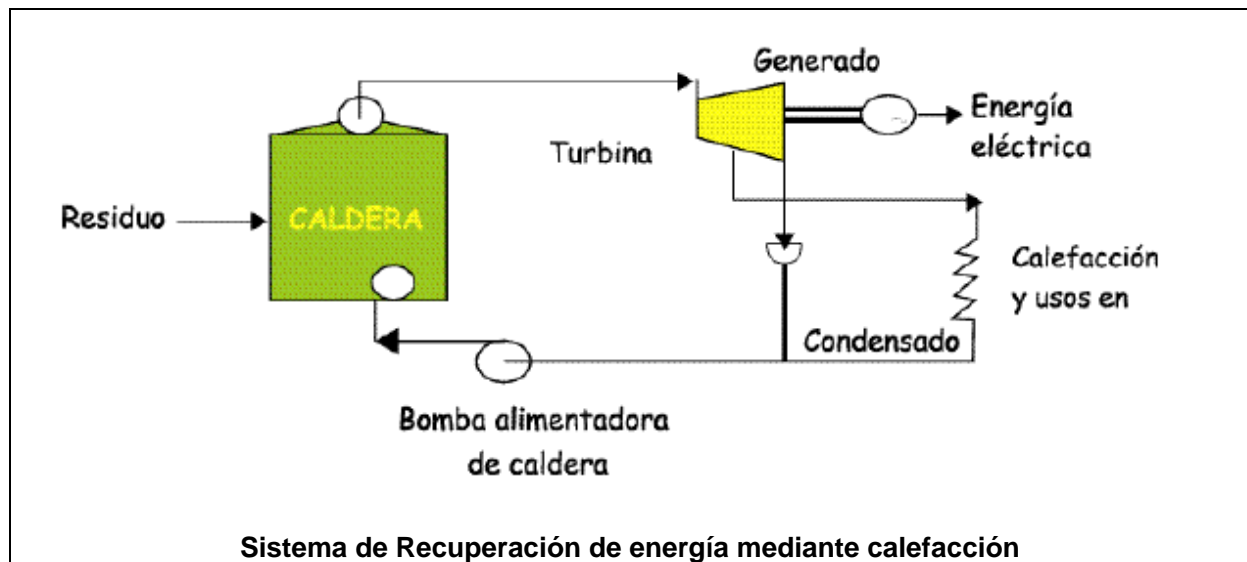 Generado
Energía
eléctrica
Turbina
Residuo
CALDERA
Calefacción
y usos en
Condensado
Bomba alimentadora
de caldera
Sistema de Recuperación de energía mediante calefacción